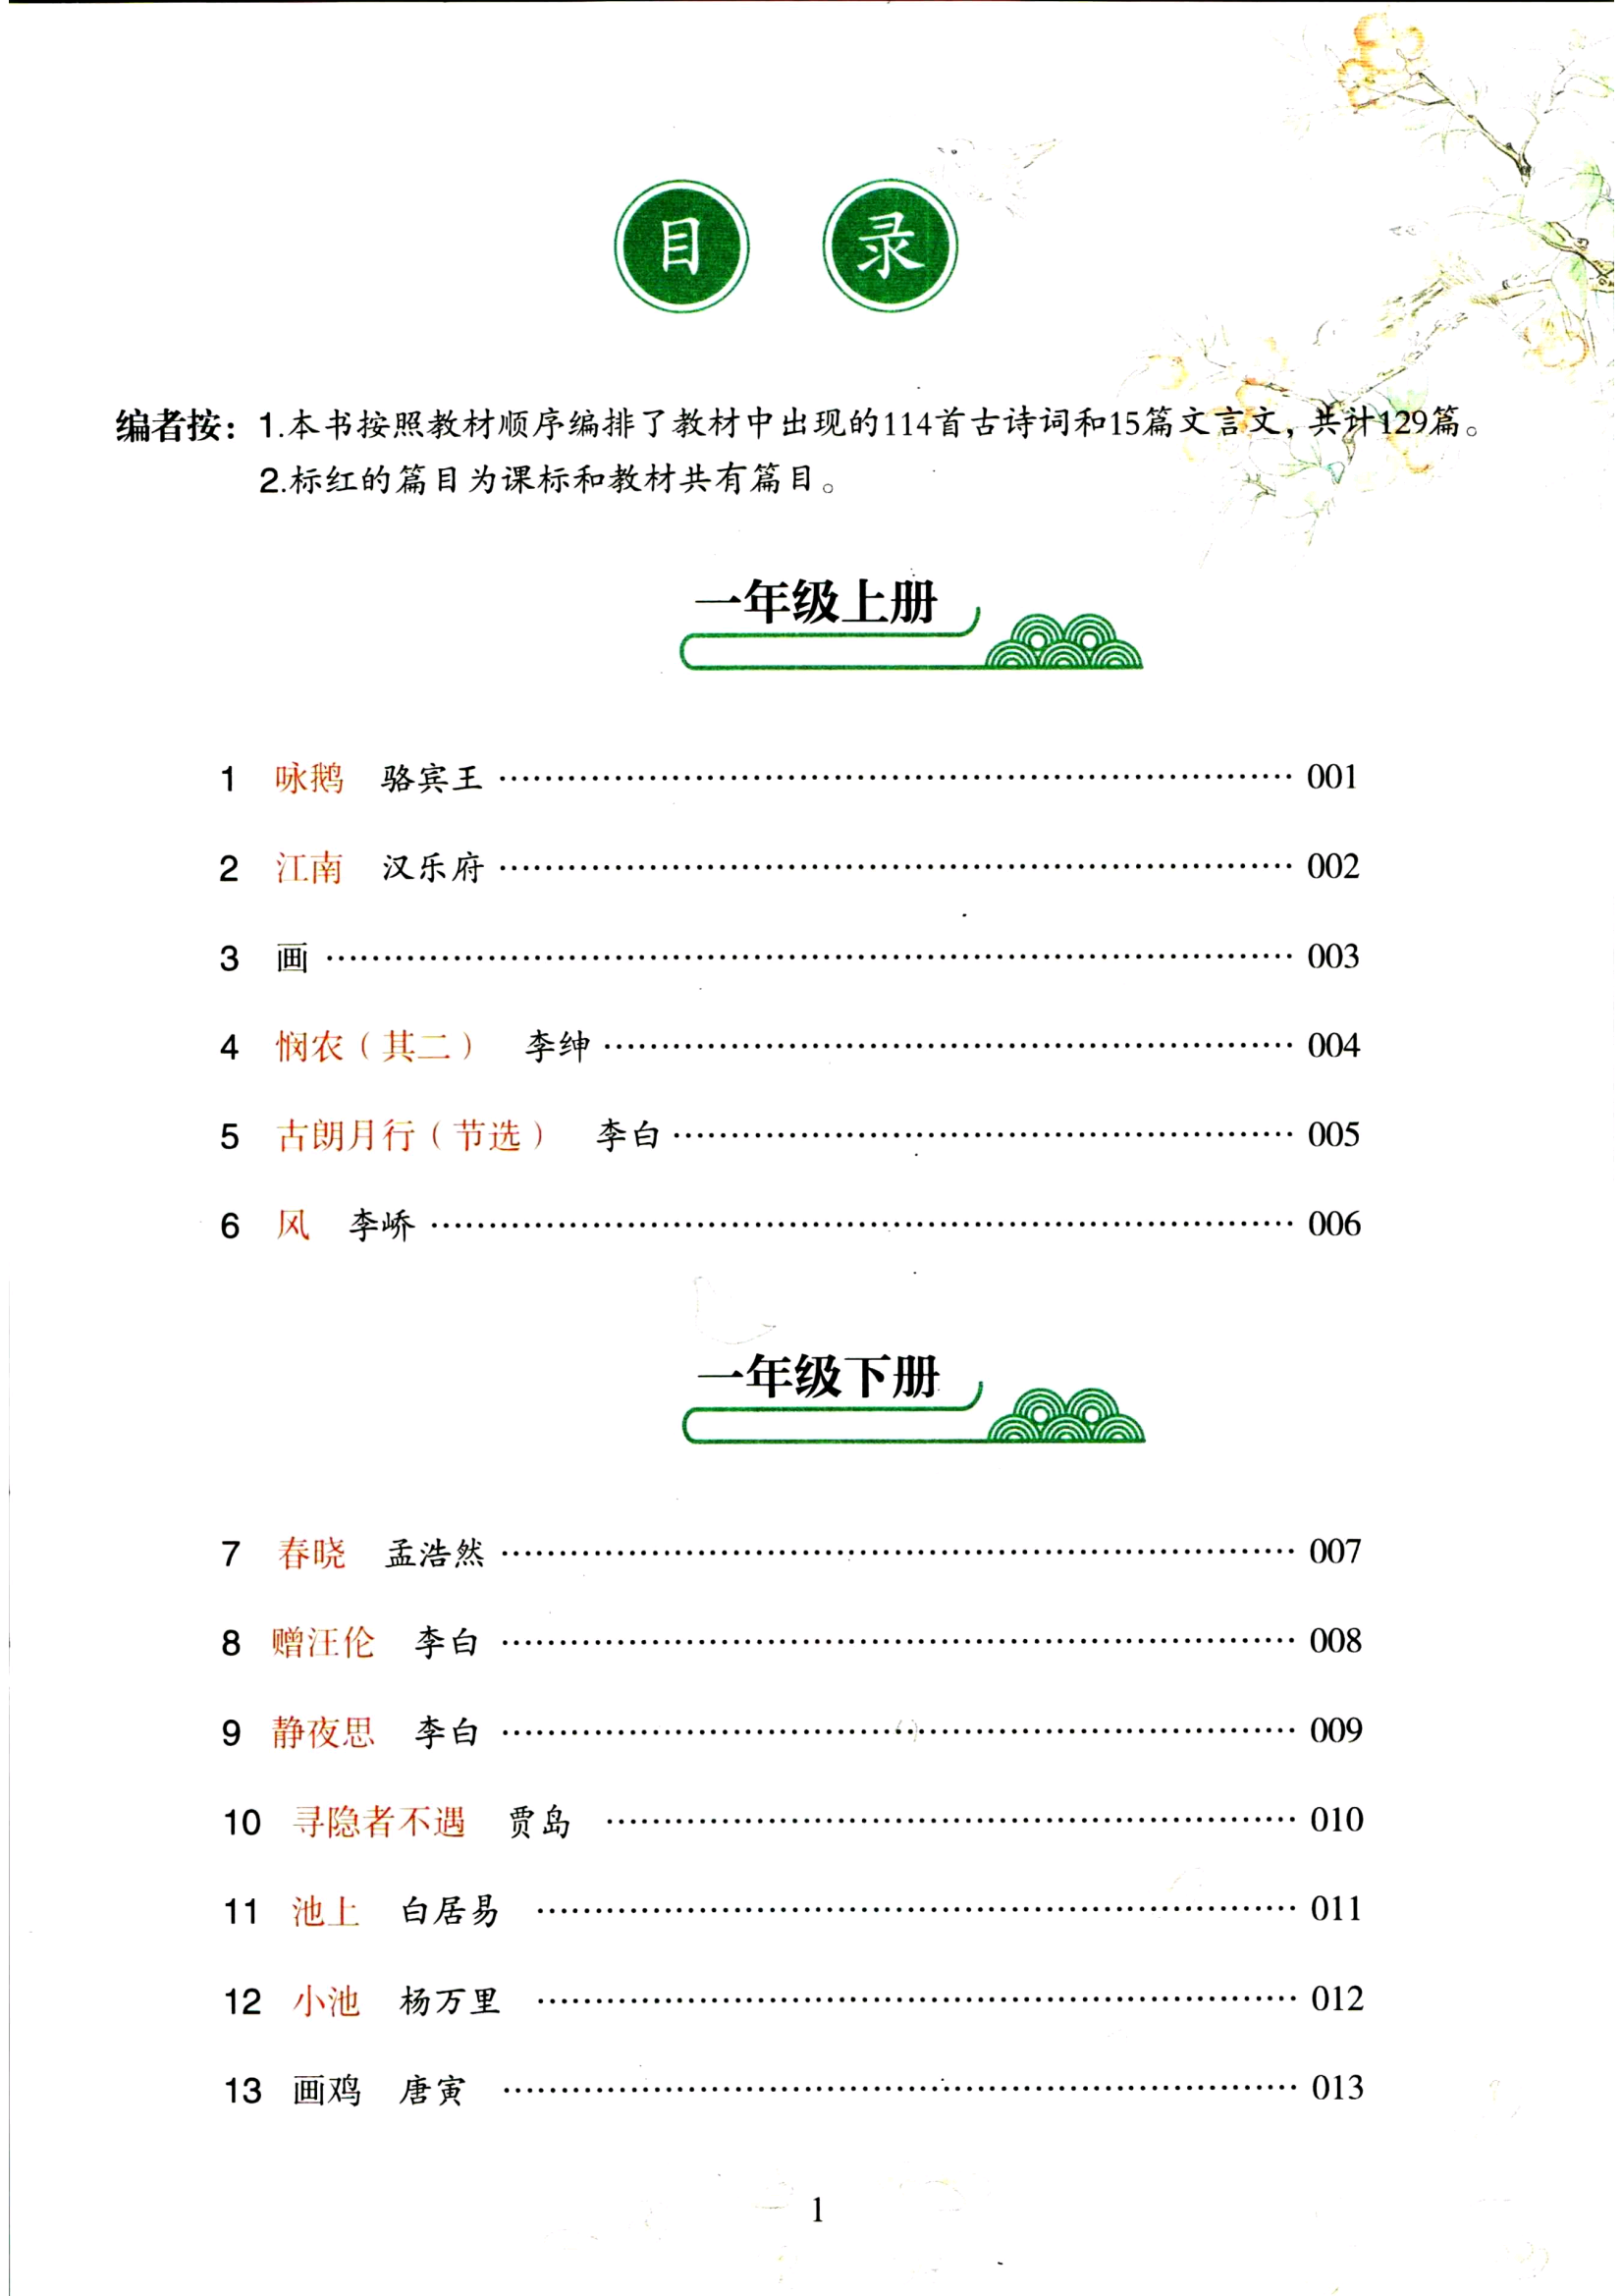 目 录
编者按：1.本书按照教材顺序编排了教材中出现的114首古诗词和15篇文言文，共计129篇。
2.标红的篇目为课标和教材共有篇目。
一年级上册
1 咏鹅 骆宾王 …………………………………………………… 001
2 江南 汉乐府 …………………………………………………… 002
3 画 …………………………………………………… 003
4 悯农（其二） 李绅 …………………………………………………… 004
5 古朗月行（节选） 李白 …………………………………………………… 005
6 风 李峤 …………………………………………………… 006
一年级下册
7 春晓 孟浩然 …………………………………………………… 007
8 赠汪伦 李白 …………………………………………………… 008
9 静夜思 李白 …………………………………………………… 009
10 寻隐者不遇 贾岛 …………………………………………………… 010
11 池上 白居易 …………………………………………………… 011
12 小池 杨万里 …………………………………………………… 012
13 画鸡 唐寅 …………………………………………………… 013
1